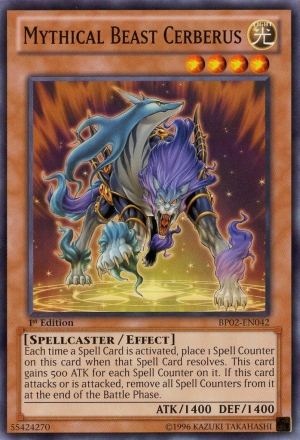 MYTHICAL BEAST CERBERUS
LIGHT
光
1st Edition
BP02-EN042
[SPELLCASTER / EFFECT]
Each time a Spell Card is activated, place 1 Spell Counter
on this card when that Spell Card resolves. This card
gains 500 ATK for each Spell Counter on it. If this card
attacks or is attacked, remove all Spell Counters from it
at the end of the Battle Phase.
ATK/1400 DEF/1400
55424270
©1996 KAZUKI TAKAHASHI